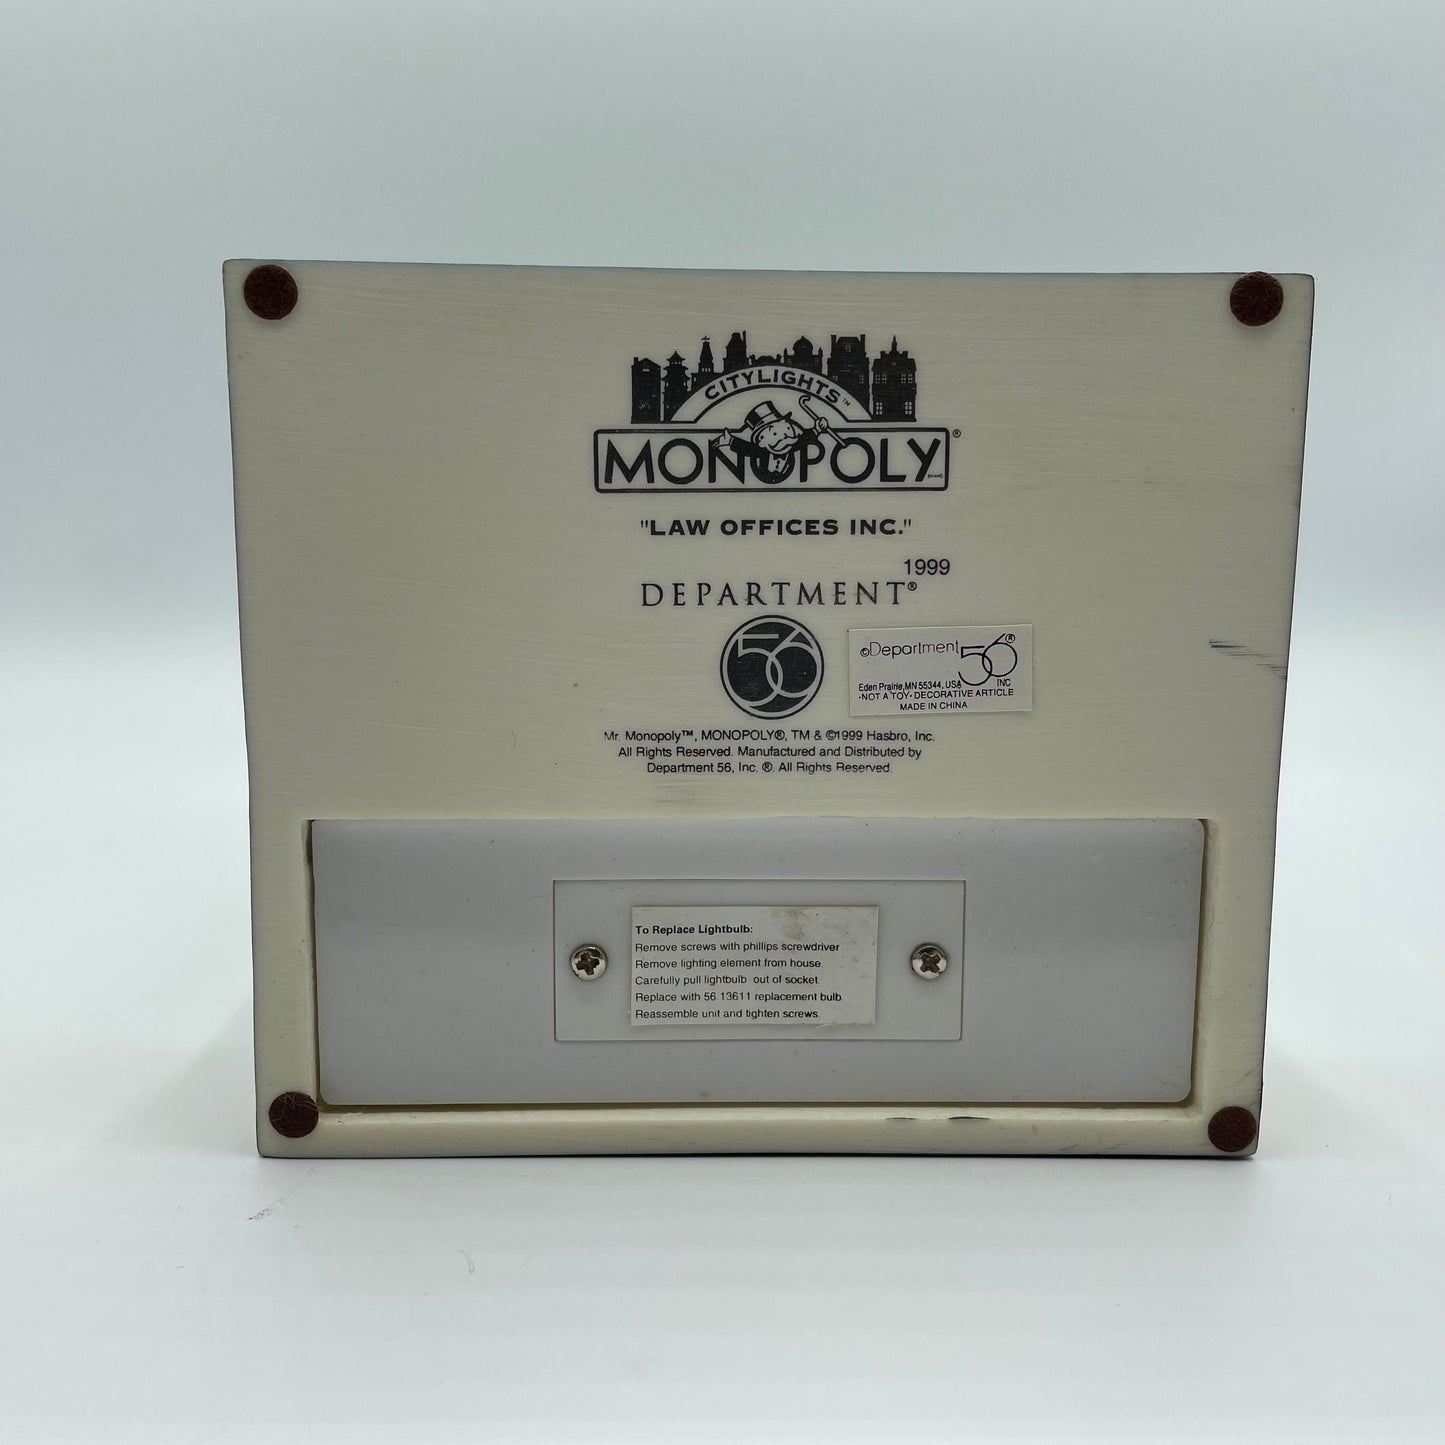 CITYLIGHTS™
MONOPOLY®
"LAW OFFICES INC."
1999
DEPARTMENT®
56
©Department 56®
Eden Prairie, MN 55344, USA INC
-NOT A TOY- DECORATIVE ARTICLE
MADE IN CHINA
Mr. Monopoly™, MONOPOLY®, TM & ©1999 Hasbro, Inc.
All Rights Reserved. Manufactured and Distributed by
Department 56, Inc. ®. All Rights Reserved.
To Replace Lightbulb:
Remove screws with phillips screwdriver
Remove lighting element from house.
Carefully pull lightbulb out of socket.
Replace with 56.13611 replacement bulb.
Reassemble unit and tighten screws.